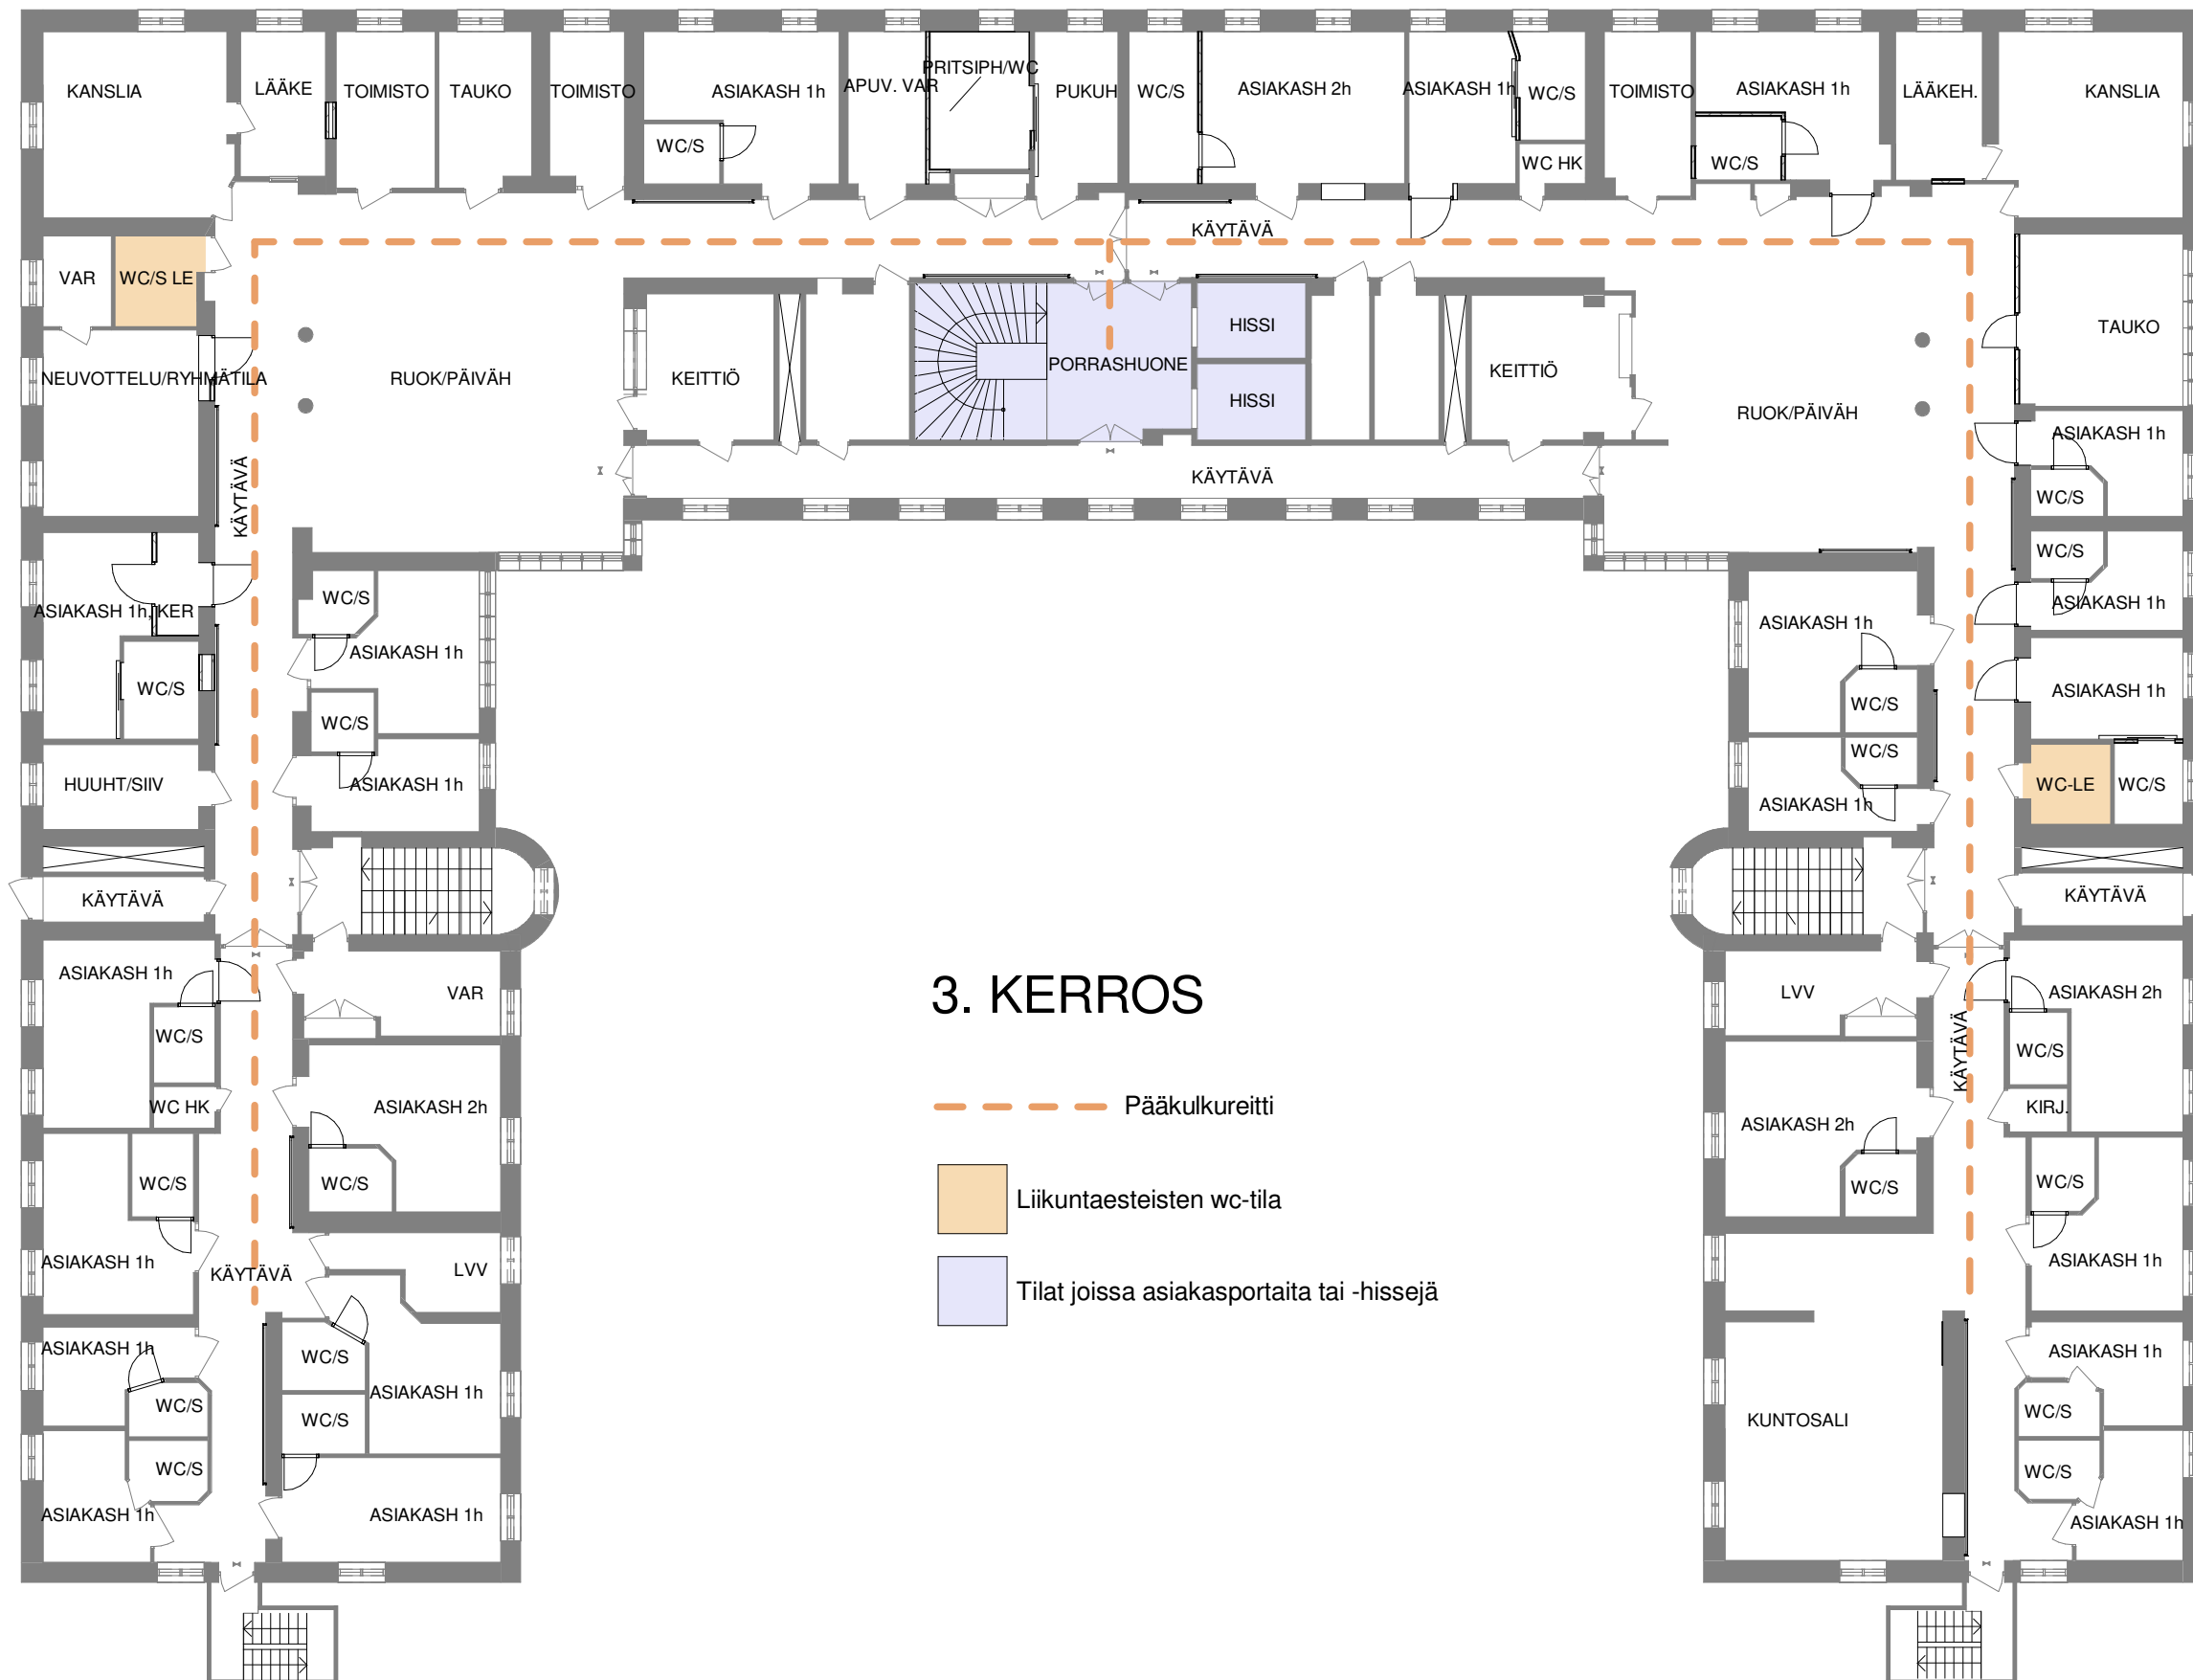 KANSLIA
LÄÄKE
TOIMISTO
TAUKO
TOIMISTO
ASIAKASH 1h
WC/S
APUV. VAR
PRITSIPH/WC
PUKUH
WC/S
ASIAKASH 2h
ASIAKASH 1h
WC/S
WC HK
TOIMISTO
ASIAKASH 1h
WC/S
LÄÄKEH.
KANSLIA
KÄYTÄVÄ
VAR
WC/S LE
NEUVOTTELU/RYHMÄTILA
RUOK/PÄIVÄH
KEITTIÖ
PORRASHUONE
HISSI
HISSI
KEITTIÖ
RUOK/PÄIVÄH
TAUKO
KÄYTÄVÄ
KÄYTÄVÄ
ASIAKASH 1h
WC/S
WC/S
ASIAKASH 1h
ASIAKASH 1h
WC-LE
WC/S
ASIAKASH 1h, KER
WC/S
HUUHT/SIIV
KÄYTÄVÄ
WC/S
ASIAKASH 1h
WC/S
ASIAKASH 1h
ASIAKASH 1h
WC/S
WC/S
ASIAKASH 1h
KÄYTÄVÄ
ASIAKASH 1h
WC/S
WC HK
VAR
ASIAKASH 2h
WC/S
WC/S
ASIAKASH 1h
KÄYTÄVÄ
LVV
ASIAKASH 1h
WC/S
WC/S
ASIAKASH 1h
WC/S
ASIAKASH 1h
WC/S
ASIAKASH 1h
3. KERROS
Pääkulkureitti
Liikuntaesteisten wc-tila
Tilat joissa asiakasportaita tai -hissejä
LVV
KÄYTÄVÄ
ASIAKASH 2h
WC/S
KIRJ.
ASIAKASH 2h
WC/S
WC/S
ASIAKASH 1h
ASIAKASH 1h
WC/S
KUNTOSALI
WC/S
ASIAKASH 1h